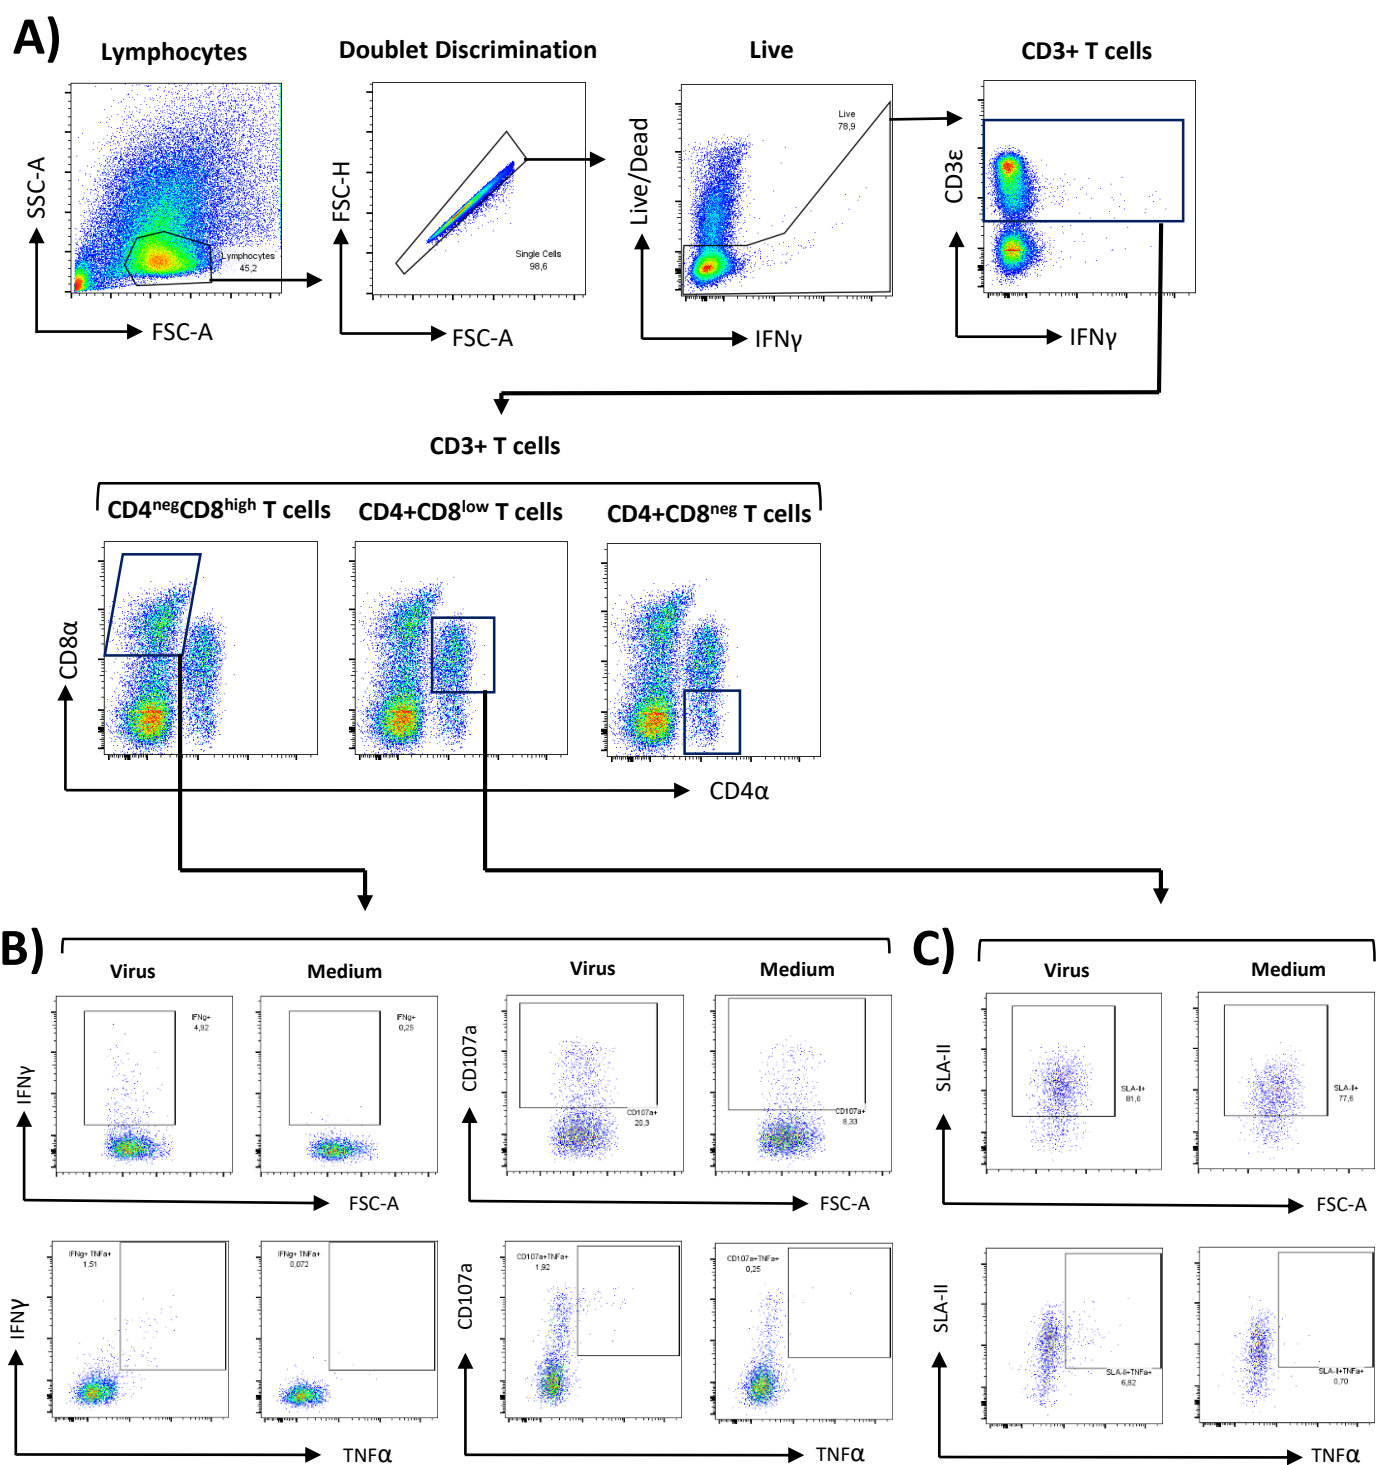 A)
Lymphocytes
Doublet Discrimination
Live
CD3+ T cells
SSC-A
Lymphocytes
45,2
FSC-A
FSC-H
Single Cells
98,6
FSC-A
Live/Dead
Live
78,9
IFNγ
CD3ε
IFNγ
CD3+ T cells
CD4negCD8high T cells
CD4+CD8low T cells
CD4+CD8neg T cells
CD8α
CD4α
B)
Virus
Medium
Virus
Medium
IFNγ
IFNg+
4,92
IFNg+
0,25
FSC-A
CD107a
CD107a+
20,3
CD107a+
8,33
FSC-A
IFNγ
IFNg+ TNFa+
1,51
IFNg+ TNFa+
0,072
TNFα
CD107a
CD107a+TNFa+
1,92
CD107a+TNFa+
0,25
TNFα
C)
Virus
Medium
SLA-II
SLA-II+
81,6
SLA-II+
77,6
FSC-A
SLA-II
SLA-II+TNFa+
6,92
SLA-II+TNFa+
0,70
TNFα